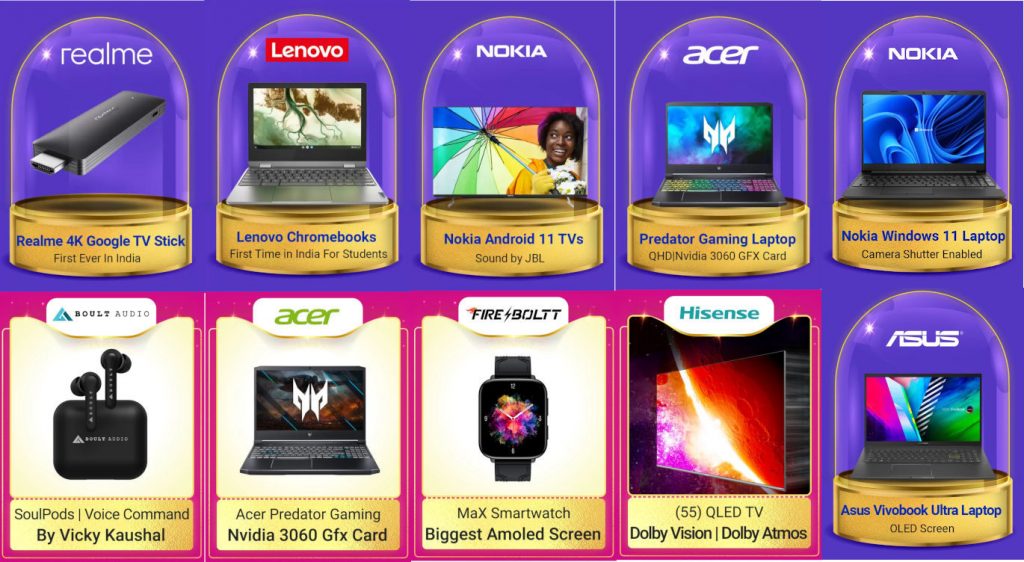 realme
Realme 4K Google TV Stick
First Ever In India
Lenovo
Lenovo Chromebooks
First Time in India For Students
NOKIA
Nokia Android 11 TVs
Sound by JBL
acer
Predator Gaming Laptop
QHD|Nvidia 3060 GFX Card
NOKIA
Nokia Windows 11 Laptop
Camera Shutter Enabled
BOULT AUDIO
BOULT AUDIO
SoulPods | Voice Command
By Vicky Kaushal
acer
Acer Predator Gaming
Nvidia 3060 Gfx Card
FIRE BOLTT
12
MaX Smartwatch
Biggest Amoled Screen
Hisense
(55) QLED TV
Dolby Vision | Dolby Atmos
ASUS
Asus Vivobook Ultra Laptop
OLED Screen